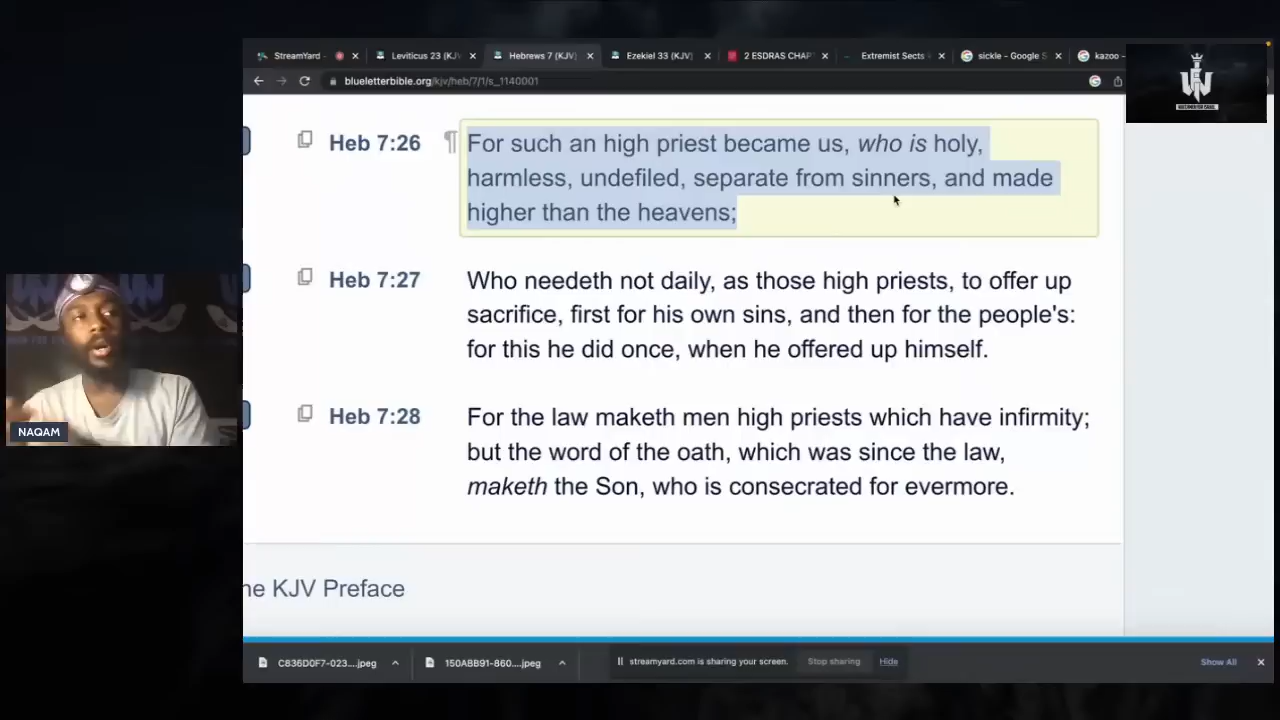 StreamYard
Leviticus 23 (KJV
Hebrews 7 (KJV)
Ezekiel 33 (KJV)
2 ESDRAS CHAP
Extremist Sects
sickle - Google S
kazoo -
blueletterbible.org/kjv/heb/7/1/s_1140001
Heb 7:26 ¶ For such an high priest became us, who is holy,
harmless, undefiled, separate from sinners, and made
higher than the heavens;
Heb 7:27 Who needeth not daily, as those high priests, to offer up
sacrifice, first for his own sins, and then for the people's:
for this he did once, when he offered up himself.
Heb 7:28 For the law maketh men high priests which have infirmity;
but the word of the oath, which was since the law,
maketh the Son, who is consecrated for evermore.
NAQAM
he KJV Preface
C836D0F7-023....jpeg
150ABB91-860....jpeg
streamyard.com is sharing your screen.
Stop sharing
Hide
Show All